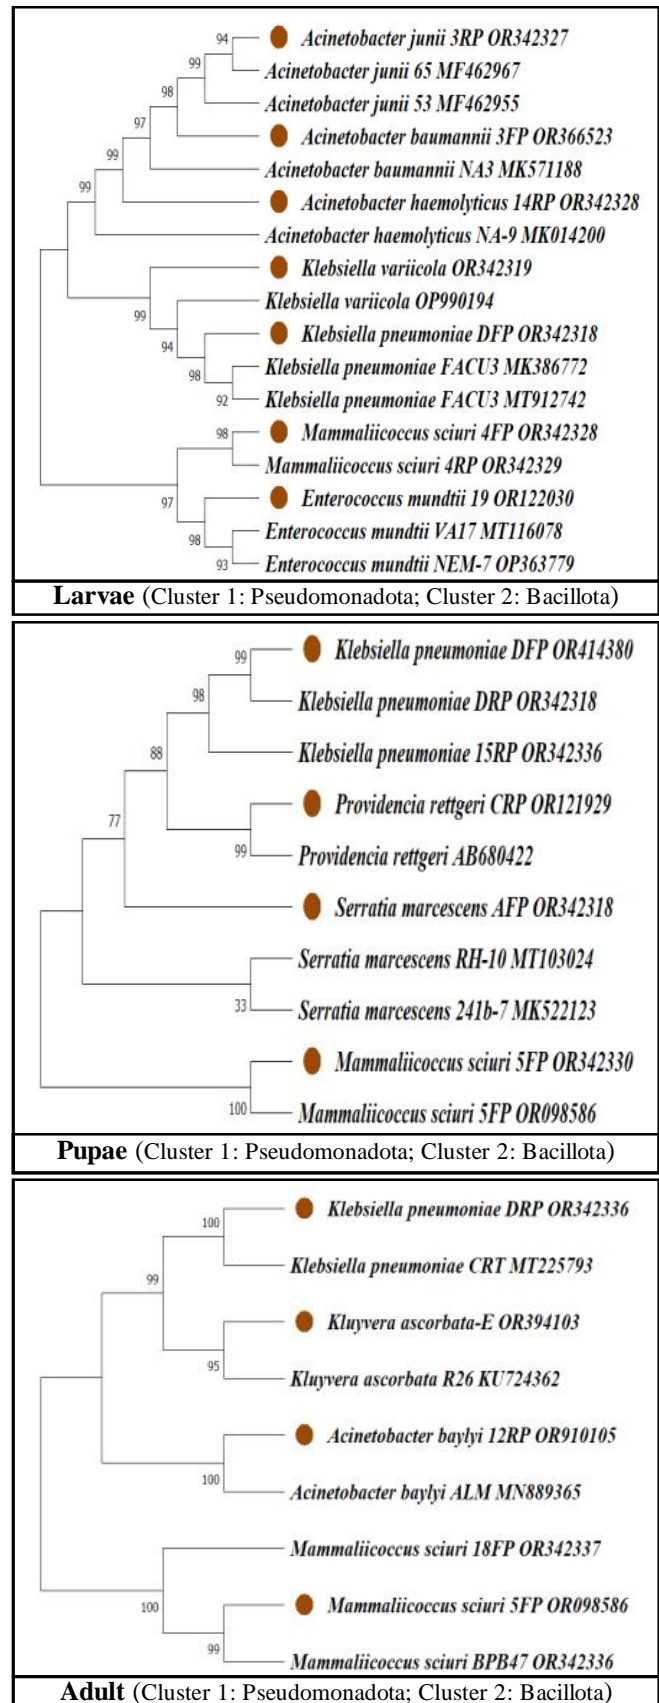 94
Acinetobacter junii 3RP OR342327
99
Acinetobacter junii 65 MF462967
98
Acinetobacter junii 53 MF462955
97
Acinetobacter baumannii 3FP OR366523
99
Acinetobacter baumannii NA3 MK571188
99
Acinetobacter haemolyticus 14RP OR342328
Acinetobacter haemolyticus NA-9 MK014200
Klebsiella variicola OR342319
99
Klebsiella variicola OP990194
94
Klebsiella pneumoniae DFP OR342318
98
Klebsiella pneumoniae FACU3 MK386772
92
Klebsiella pneumoniae FACU3 MT912742
98
Mammaliicoccus sciuri 4FP OR342328
Mammaliicoccus sciuri 4RP OR342329
97
Enterococcus mundtii 19 OR122030
98
Enterococcus mundtii VA17 MT116078
93
Enterococcus mundtii NEM-7 OP363779
Larvae (Cluster 1: Pseudomonadota; Cluster 2: Bacillota)
99
Klebsiella pneumoniae DFP OR414380
98
Klebsiella pneumoniae DRP OR342318
88
Klebsiella pneumoniae 15RP OR342336
77
Providencia rettgeri CRP OR121929
99
Providencia rettgeri AB680422
Serratia marcescens AFP OR342318
Serratia marcescens RH-10 MT103024
33
Serratia marcescens 241b-7 MK522123
Mammaliicoccus sciuri 5FP OR342330
100
Mammaliicoccus sciuri 5FP OR098586
Pupae (Cluster 1: Pseudomonadota; Cluster 2: Bacillota)
100
Klebsiella pneumoniae DRP OR342336
99
Klebsiella pneumoniae CRT MT225793
Kluyvera ascorbata-E OR394103
95
Kluyvera ascorbata R26 KU724362
Acinetobacter baylyi 12RP OR910105
100
Acinetobacter baylyi ALM MN889365
Mammaliicoccus sciuri 18FP OR342337
100
Mammaliicoccus sciuri 5FP OR098586
99
Mammaliicoccus sciuri BPB47 OR342336
Adult (Cluster 1: Pseudomonadota; Cluster 2: Bacillota)